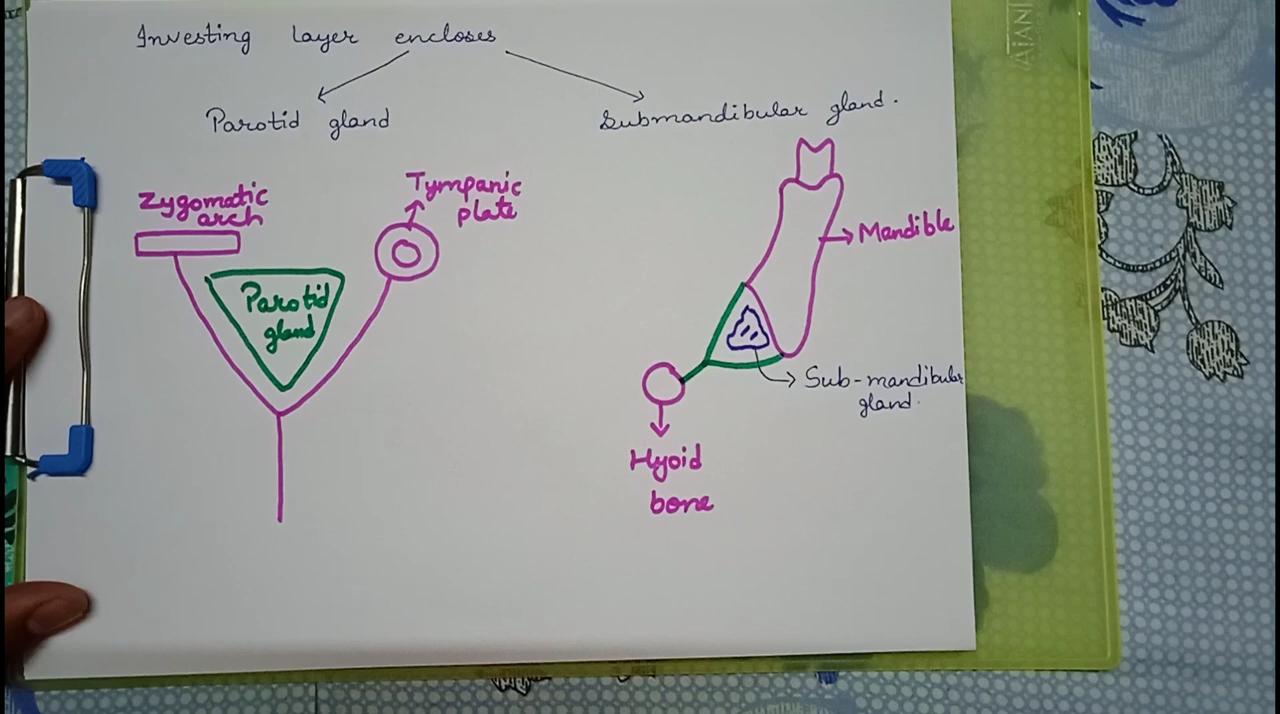 Investing layer encloses
Parotid gland
Submandibular gland.
Zygomatic
arch
Tympanic
plate
Parotid
gland
Mandible
Sub-mandibular
gland.
Hyoid
bone